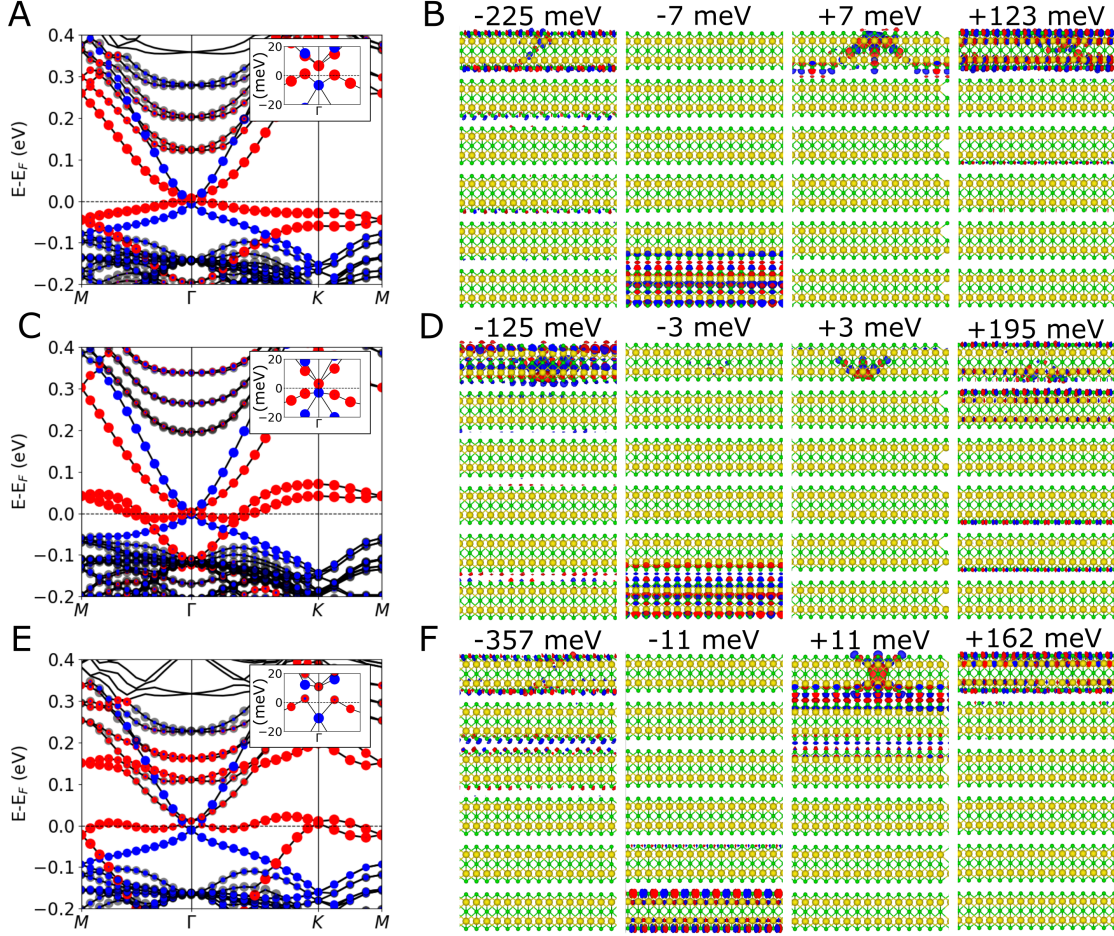 A
E-E_F (eV)
0.4
0.3
0.2
0.1
0.0
−0.1
−0.2
M Γ K M
(meV)
20
0
−20
Γ
B
-225 meV -7 meV +7 meV +123 meV
C
E-E_F (eV)
0.4
0.3
0.2
0.1
0.0
−0.1
−0.2
M Γ K M
(meV)
20
0
−20
Γ
D
-125 meV -3 meV +3 meV +195 meV
E
E-E_F (eV)
0.4
0.3
0.2
0.1
0.0
−0.1
−0.2
M Γ K M
(meV)
20
0
−20
Γ
F
-357 meV -11 meV +11 meV +162 meV